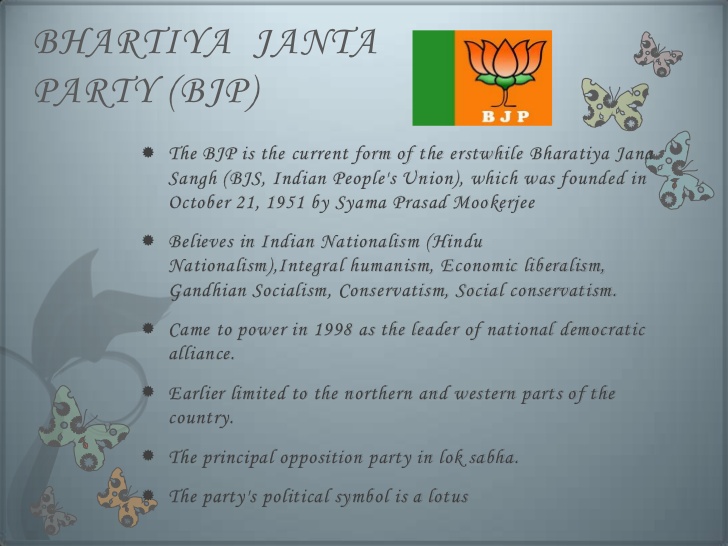 BHARTIYA JANTA
PARTY (BJP)
BJP
The BJP is the current form of the erstwhile Bharatiya Jana
Sangh (BJS, Indian People's Union), which was founded in
October 21, 1951 by Syama Prasad Mookerjee
Believes in Indian Nationalism (Hindu
Nationalism),Integral humanism, Economic liberalism,
Gandhian Socialism, Conservatism, Social conservatism.
Came to power in 1998 as the leader of national democratic
alliance.
Earlier limited to the northern and western parts of the
country.
The principal opposition party in lok sabha.
The party's political symbol is a lotus